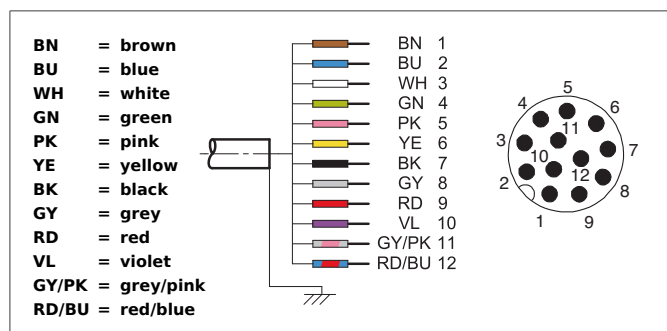 BN = brown
BU = blue
WH = white
GN = green
PK = pink
YE = yellow
BK = black
GY = grey
RD = red
VL = violet
GY/PK = grey/pink
RD/BU = red/blue
BN 1
BU 2
WH 3
GN 4
PK 5
YE 6
BK 7
GY 8
RD 9
VL 10
GY/PK 11
RD/BU 12
5
4 6
11
3 7
10
12
2 8
1 9